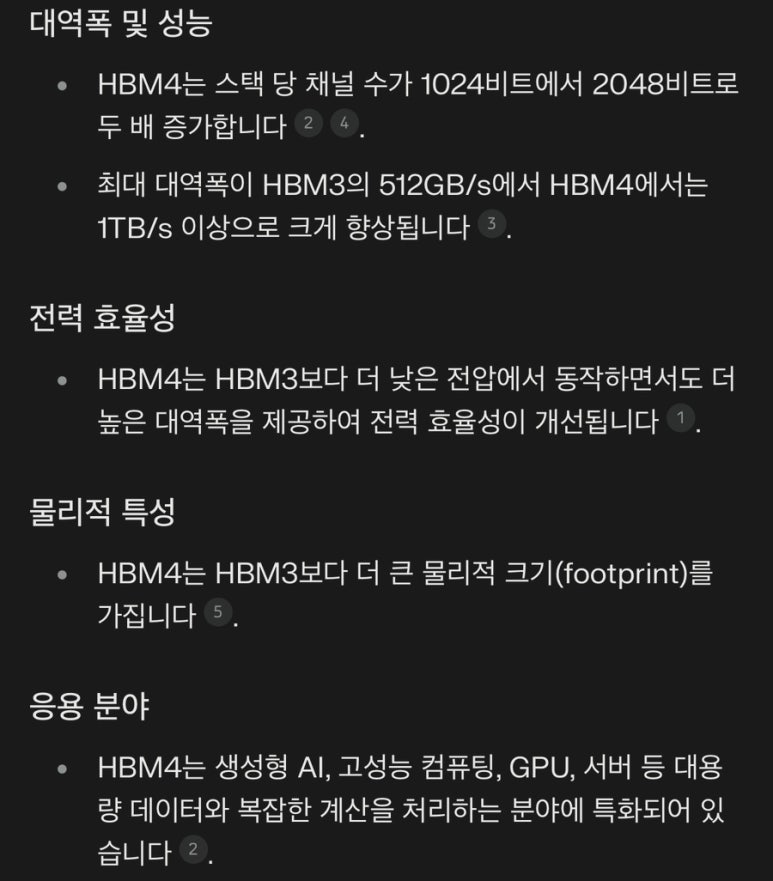 대역폭 및 성능
• HBM4는 스택 당 채널 수가 1024비트에서 2048비트로
두 배 증가합니다 2 4 .
• 최대 대역폭이 HBM3의 512GB/s에서 HBM4에서는
1TB/s 이상으로 크게 향상됩니다 3 .
전력 효율성
• HBM4는 HBM3보다 더 낮은 전압에서 동작하면서도 더
높은 대역폭을 제공하여 전력 효율성이 개선됩니다 1 .
물리적 특성
• HBM4는 HBM3보다 더 큰 물리적 크기(footprint)를
가집니다 5 .
응용 분야
• HBM4는 생성형 AI, 고성능 컴퓨팅, GPU, 서버 등 대용
량 데이터와 복잡한 계산을 처리하는 분야에 특화되어 있
습니다 2 .